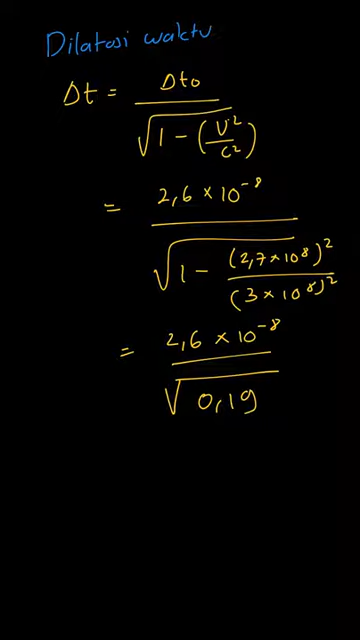 Dilatasi waktu
Δt = Δto / √(1 - (v²/c²))
= 2,6 × 10⁻⁸ / √(1 - (2,7 × 10⁸)² / (3 × 10⁸)²)
= 2,6 × 10⁻⁸ / √0,19